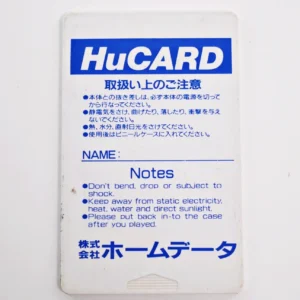 HuCARD
取扱い上のご注意
●本体との抜き差しは、必ず本体の電源を切って
から行なってください。
●静電気をさけ、曲げたり、落したり、衝撃を与え
ないでください。
●熱、水分、直射日光をさけてください。
●使用後はビニールケースに入れてください。
NAME:
Notes
●Don't bend, drop or subject to
shock.
●Keep away from static electricity,
heat, water and direct sunlight.
●Please put back in-to the case
after you played.
株式会社ホームデータ